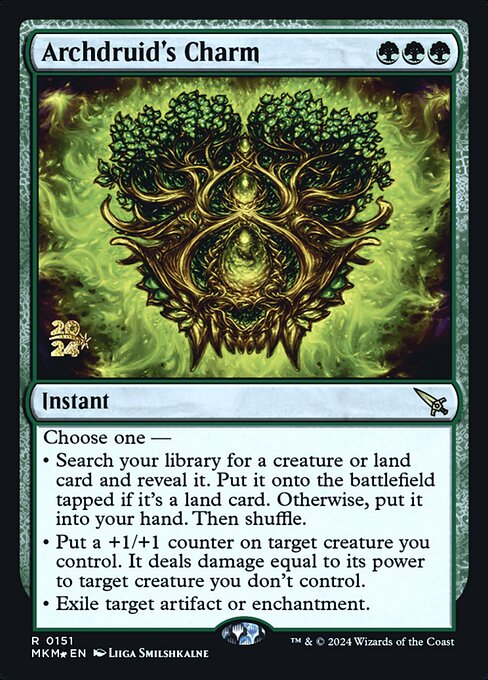 Archdruid's Charm
20
24
Instant
Choose one —
• Search your library for a creature or land
card and reveal it. Put it onto the battlefield
tapped if it's a land card. Otherwise, put it
into your hand. Then shuffle.
• Put a +1/+1 counter on target creature you
control. It deals damage equal to its power
to target creature you don't control.
• Exile target artifact or enchantment.
R 0151
MKM★EN LIIGA SMILSHKALNE
™ & © 2024 Wizards of the Coast